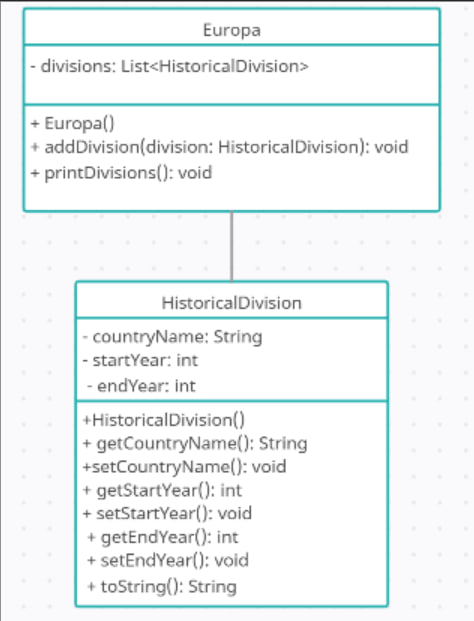 Europa
- divisions: List<HistoricalDivision>
+ Europa()
+ addDivision(division: HistoricalDivision): void
+ printDivisions(): void
HistoricalDivision
- countryName: String
- startYear: int
- endYear: int
+HistoricalDivision()
+ getCountryName(): String
+setCountryName(): void
+ getStartYear(): int
+ setStartYear(): void
+ getEndYear(): int
+ setEndYear(): void
+ toString(): String